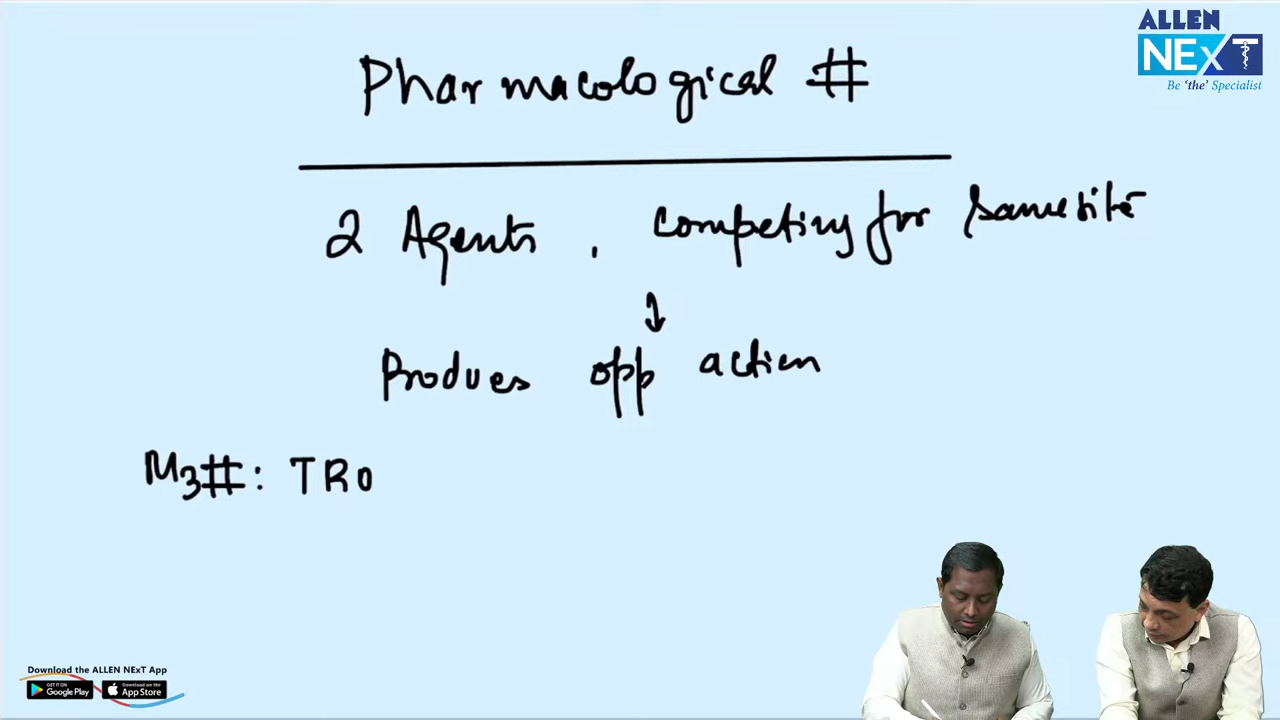 ALLEN
NExT
Be 'the' Specialist
Pharmacological #
2 Agents , competing for same site
↓
Produes opp action
M3#: TRO
Download the ALLEN NExT App
GET IT ON Google Play
Download on the App Store